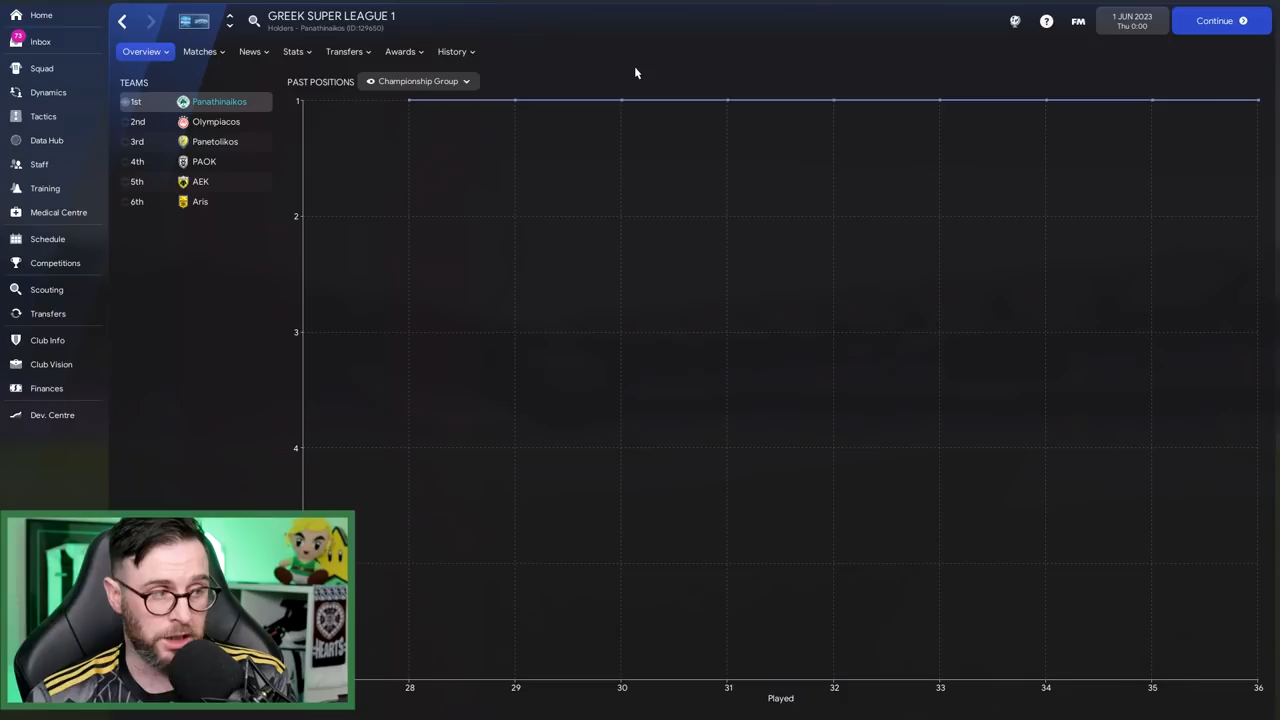 Home
73
Inbox
Squad
Dynamics
Tactics
Data Hub
Staff
Training
Medical Centre
Schedule
Competitions
Scouting
Transfers
Club Info
Club Vision
Finances
Dev. Centre
GREEK SUPER LEAGUE 1
Holders - Panathinaikos (ID:129650)
?
FM
1 JUN 2023
Thu 0:00
Continue
Overview
Matches
News
Stats
Transfers
Awards
History
TEAMS
1st Panathinaikos
2nd Olympiacos
3rd Panetolikos
4th PAOK
5th AEK
6th Aris
PAST POSITIONS
Championship Group
1
2
3
4
28 29 30 31 32 33 34 35 36
Played
HEARTS